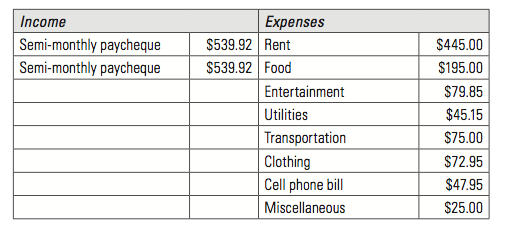 Income Expenses
Semi-monthly paycheque $539.92 Rent $445.00
Semi-monthly paycheque $539.92 Food $195.00
Entertainment $79.85
Utilities $45.15
Transportation $75.00
Clothing $72.95
Cell phone bill $47.95
Miscellaneous $25.00